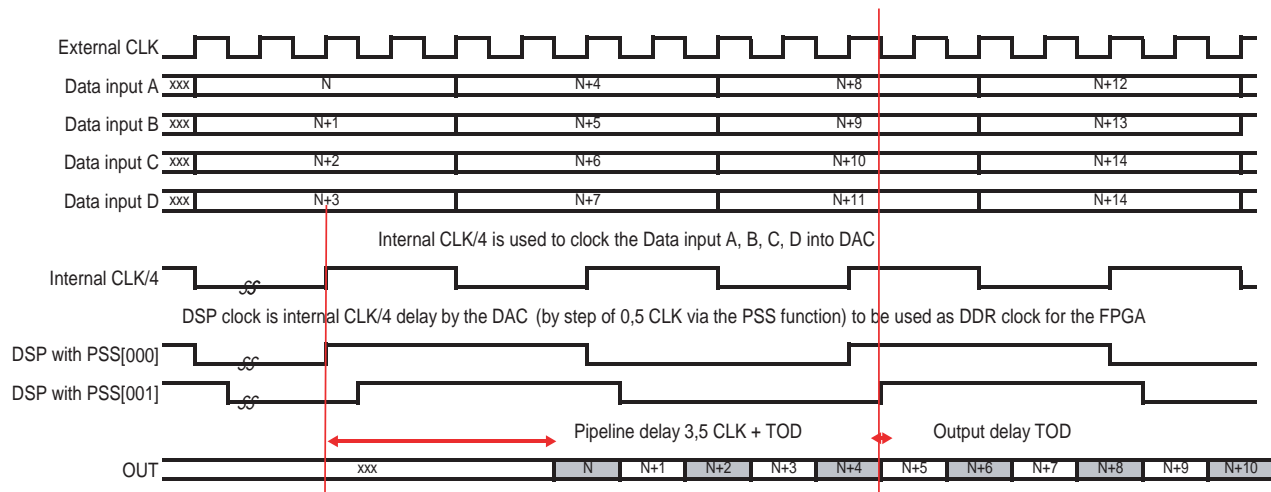 External CLK
Data input A xxx N N+4 N+8 N+12
Data input B xxx N+1 N+5 N+9 N+13
Data input C xxx N+2 N+6 N+10 N+14
Data input D xxx N+3 N+7 N+11 N+14
Internal CLK/4 is used to clock the Data input A, B, C, D into DAC
Internal CLK/4
DSP clock is internal CLK/4 delay by the DAC (by step of 0,5 CLK via the PSS function) to be used as DDR clock for the FPGA
DSP with PSS[000]
DSP with PSS[001]
Pipeline delay 3,5 CLK + TOD Output delay TOD
OUT xxx N N+1 N+2 N+3 N+4 N+5 N+6 N+7 N+8 N+9 N+10